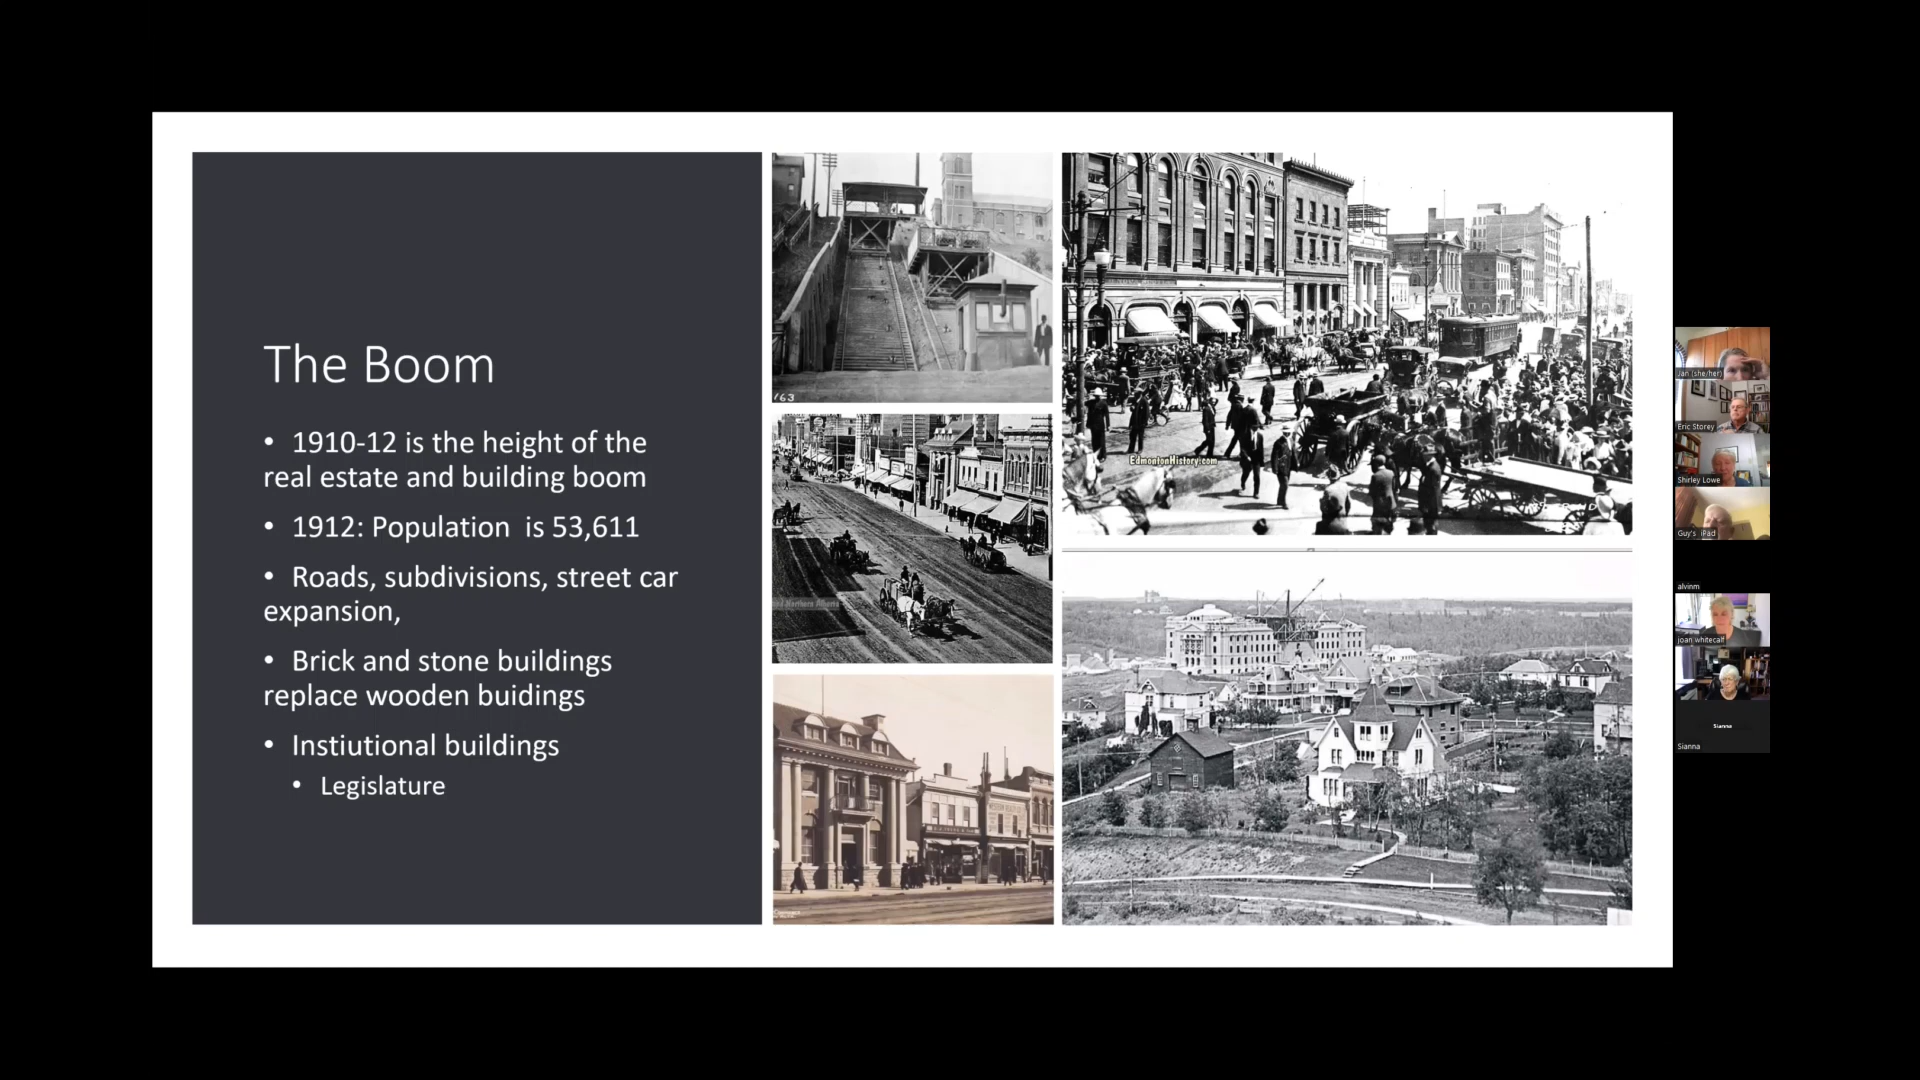 The Boom
• 1910-12 is the height of the
real estate and building boom
• 1912: Population  is 53,611
• Roads, subdivisions, street car
expansion,
• Brick and stone buildings
replace wooden buidings
• Instiutional buildings
• Legislature
163
EdmontonHistory.com
Jan (she/her)
Eric Storey
Shirley Lowe
Guy's iPad
alvinm
joan whitecalf
Sianna
Sianna